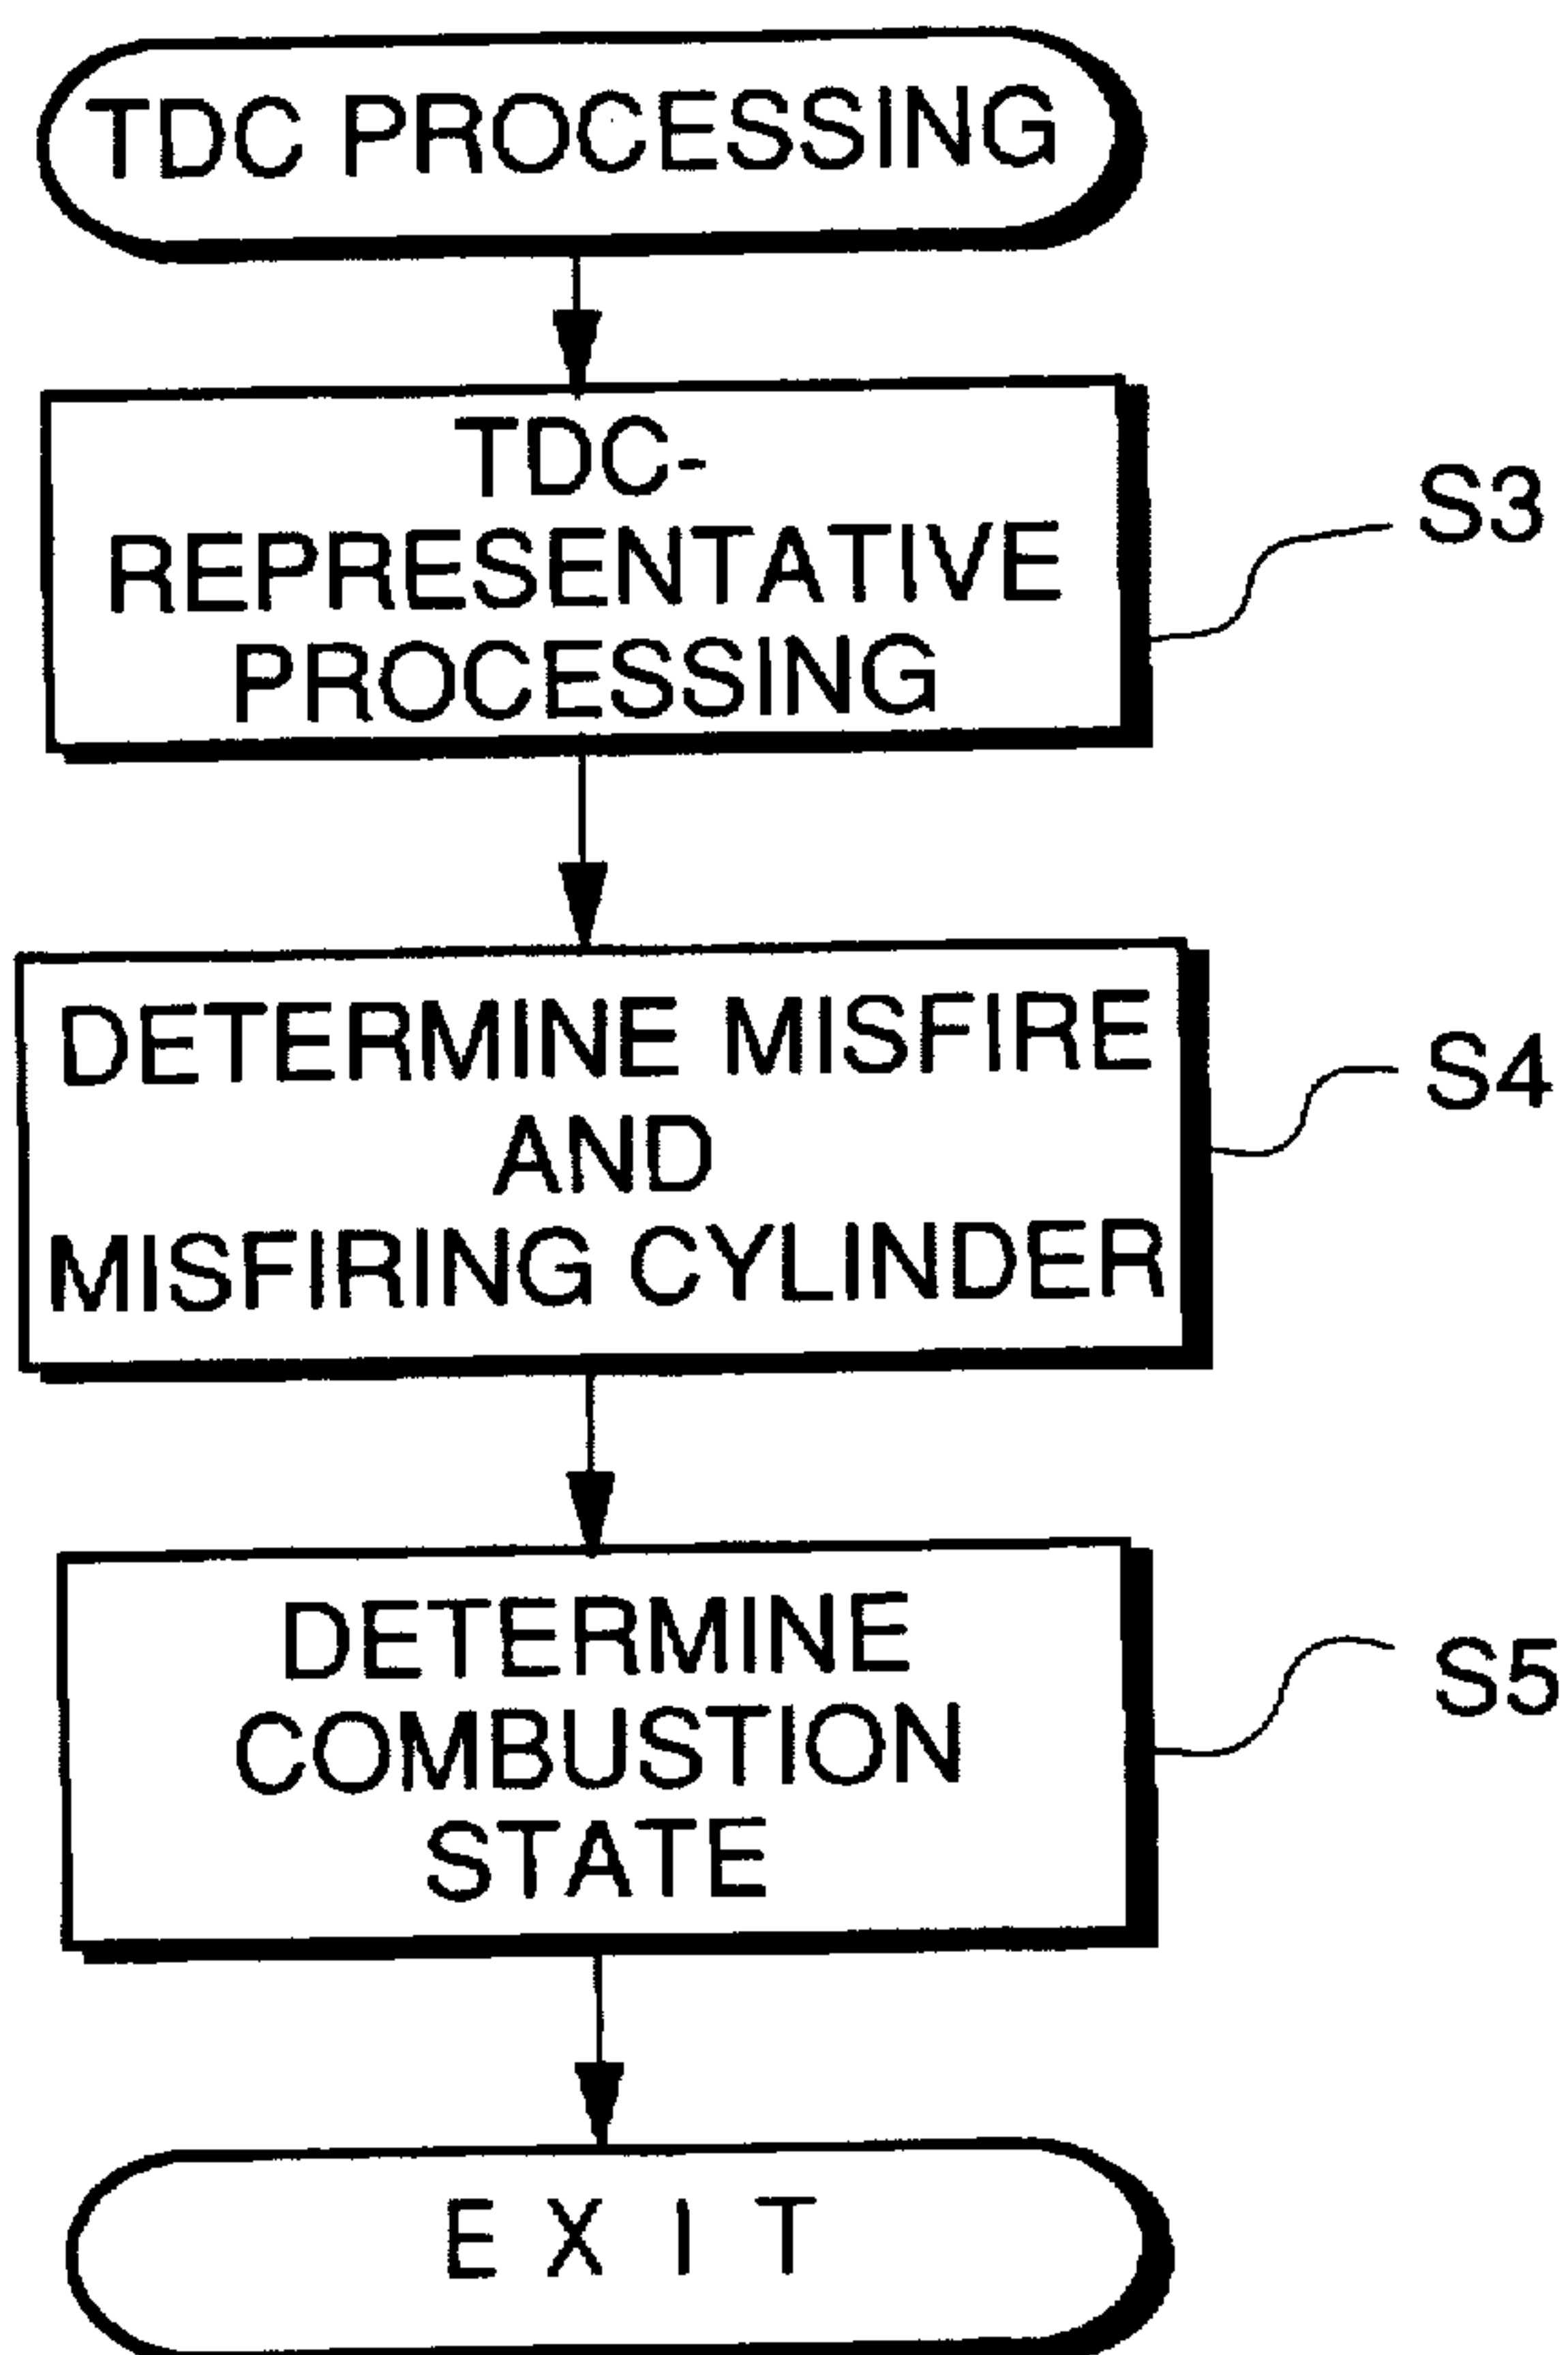 TDC PROCESSING
TDC-
REPRESENTATIVE
PROCESSING
S3
DETERMINE MISFIRE
AND
MISFIRING CYLINDER
S4
DETERMINE
COMBUSTION
STATE
S5
EXIT